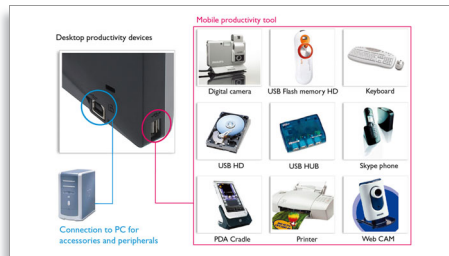 Mobile productivity tool
Desktop productivity devices
Digital camera
USB Flash memory HD
Keyboard
USB HD
USB HUB
Skype phone
PDA Cradle
Printer
Web CAM
Connection to PC for
accessories and peripherals